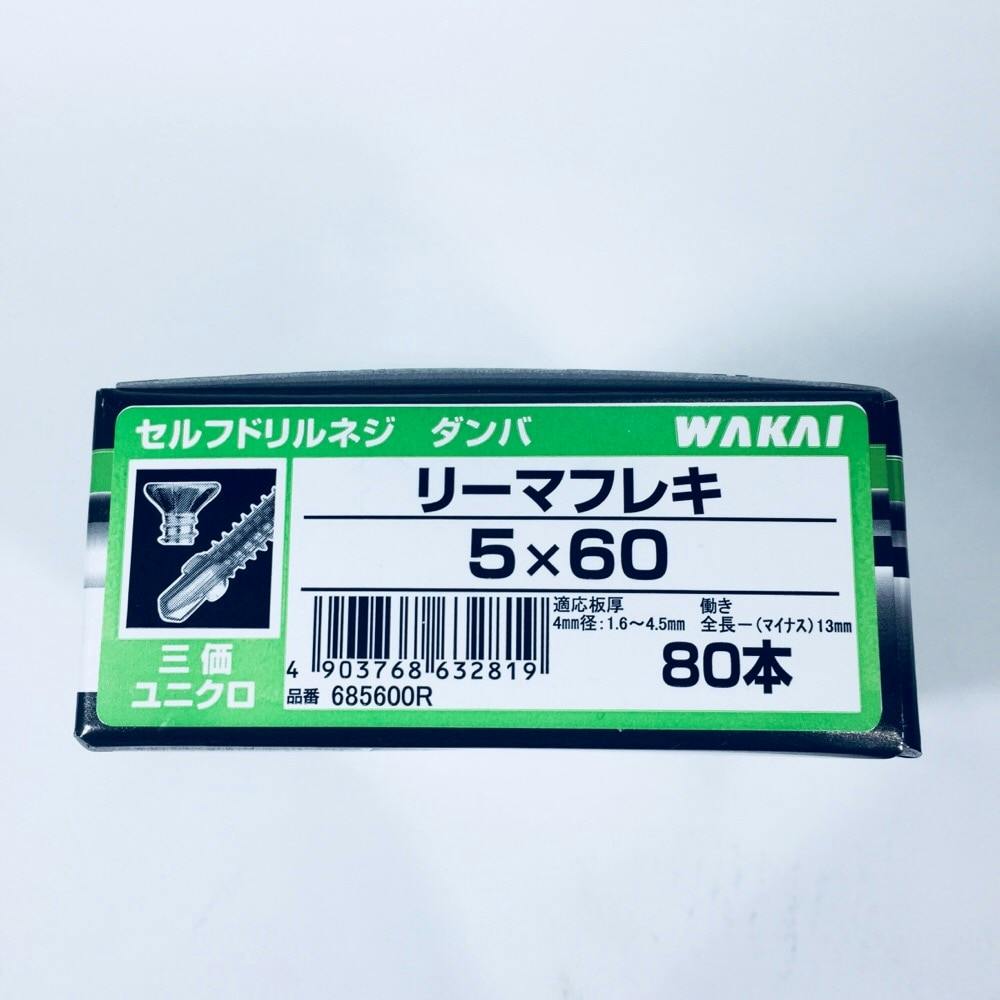 セルフドリルネジ ダンバ WAKAI
リーマフレキ
5×60
適応板厚 働き
4mm径:1.6〜4.5mm 全長ー(マイナス)13mm
80本
4 903768 632819
品番 685600R
三価
ユニクロ